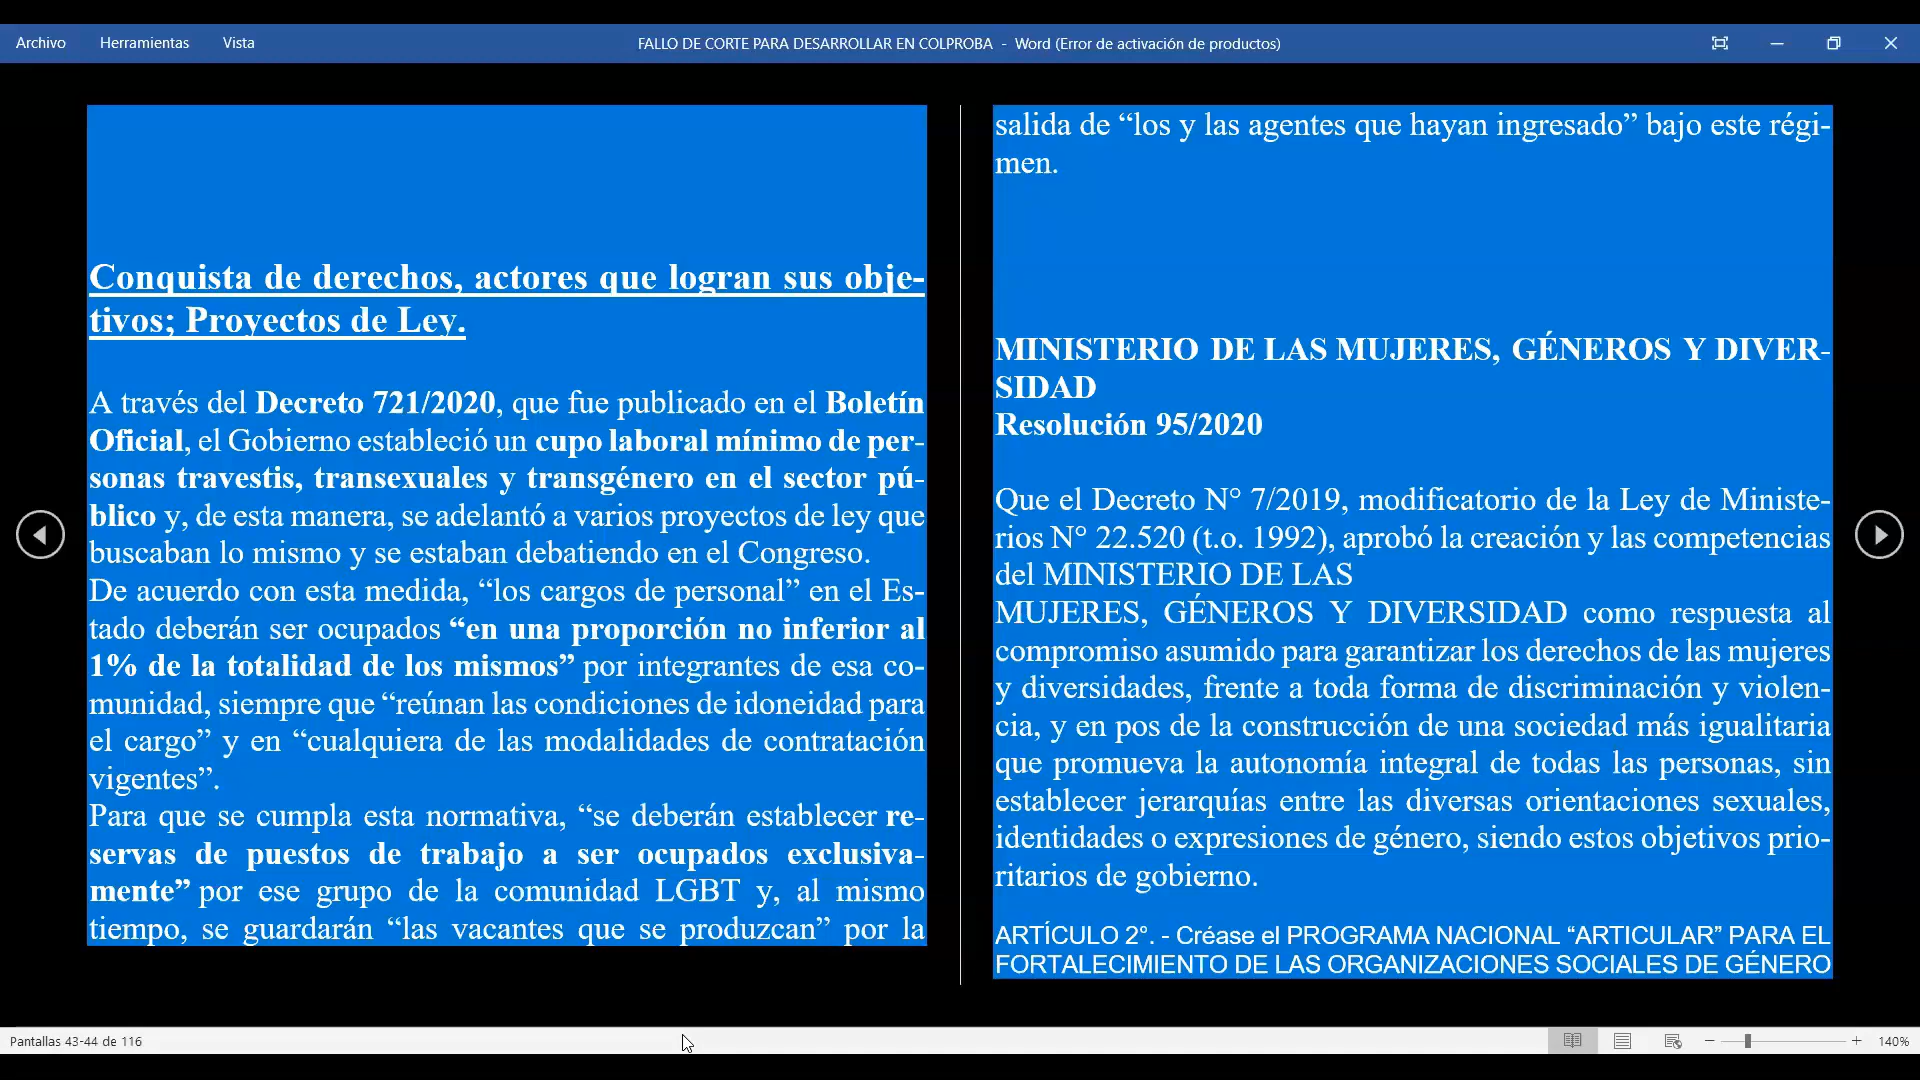 Archivo Herramientas Vista FALLO DE CORTE PARA DESARROLLAR EN COLPROBA - Word (Error de activación de productos)
Conquista de derechos, actores que logran sus obje-
tivos; Proyectos de Ley.
A través del Decreto 721/2020, que fue publicado en el Boletín
Oficial, el Gobierno estableció un cupo laboral mínimo de per-
sonas travestis, transexuales y transgénero en el sector pú-
blico y, de esta manera, se adelantó a varios proyectos de ley que
buscaban lo mismo y se estaban debatiendo en el Congreso.
De acuerdo con esta medida, “los cargos de personal” en el Es-
tado deberán ser ocupados “en una proporción no inferior al
1% de la totalidad de los mismos” por integrantes de esa co-
munidad, siempre que “reúnan las condiciones de idoneidad para
el cargo” y en “cualquiera de las modalidades de contratación
vigentes”.
Para que se cumpla esta normativa, “se deberán establecer re-
servas de puestos de trabajo a ser ocupados exclusiva-
mente” por ese grupo de la comunidad LGBT y, al mismo
tiempo, se guardarán “las vacantes que se produzcan” por la
salida de “los y las agentes que hayan ingresado” bajo este régi-
men.
MINISTERIO DE LAS MUJERES, GÉNEROS Y DIVER-
SIDAD
Resolución 95/2020
Que el Decreto N° 7/2019, modificatorio de la Ley de Ministe-
rios N° 22.520 (t.o. 1992), aprobó la creación y las competencias
del MINISTERIO DE LAS
MUJERES, GÉNEROS Y DIVERSIDAD como respuesta al
compromiso asumido para garantizar los derechos de las mujeres
y diversidades, frente a toda forma de discriminación y violen-
cia, y en pos de la construcción de una sociedad más igualitaria
que promueva la autonomía integral de todas las personas, sin
establecer jerarquías entre las diversas orientaciones sexuales,
identidades o expresiones de género, siendo estos objetivos prio-
ritarios de gobierno.
ARTÍCULO 2°. - Créase el PROGRAMA NACIONAL “ARTICULAR” PARA EL
FORTALECIMIENTO DE LAS ORGANIZACIONES SOCIALES DE GÉNERO
Pantallas 43-44 de 116 140%